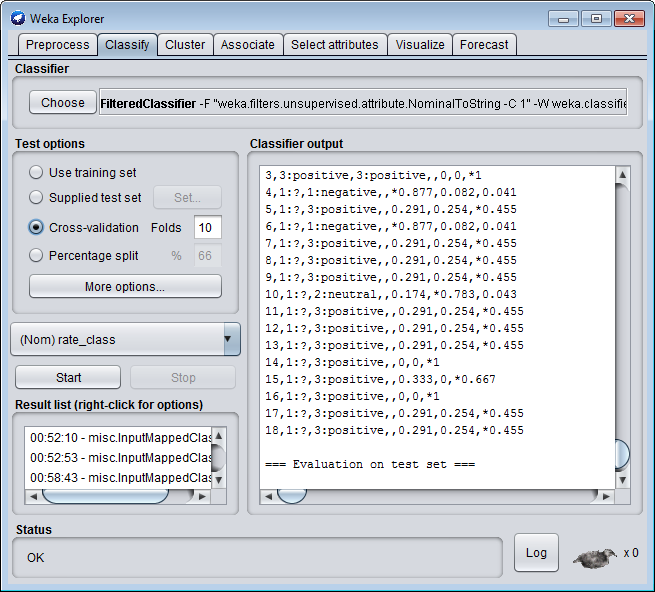 Weka Explorer
Preprocess Classify Cluster Associate Select attributes Visualize Forecast
Classifier
Choose FilteredClassifier -F "weka.filters.unsupervised.attribute.NominalToString -C 1" -W weka.classifie
Test options
Use training set
Supplied test set Set...
Cross-validation Folds 10
Percentage split % 66
More options...
(Nom) rate_class
Start Stop
Result list (right-click for options)
00:52:10 - misc.InputMappedClas
00:52:53 - misc.InputMappedClas
00:58:43 - misc.InputMappedClas
Classifier output
3,3:positive,3:positive,,0,0,*1
4,1:?,1:negative,,*0.877,0.082,0.041
5,1:?,3:positive,,0.291,0.254,*0.455
6,1:?,1:negative,,*0.877,0.082,0.041
7,1:?,3:positive,,0.291,0.254,*0.455
8,1:?,3:positive,,0.291,0.254,*0.455
9,1:?,3:positive,,0.291,0.254,*0.455
10,1:?,2:neutral,,0.174,*0.783,0.043
11,1:?,3:positive,,0.291,0.254,*0.455
12,1:?,3:positive,,0.291,0.254,*0.455
13,1:?,3:positive,,0.291,0.254,*0.455
14,1:?,3:positive,,0,0,*1
15,1:?,3:positive,,0.333,0,*0.667
16,1:?,3:positive,,0,0,*1
17,1:?,3:positive,,0.291,0.254,*0.455
18,1:?,3:positive,,0.291,0.254,*0.455
=== Evaluation on test set ===
Status
OK
Log
x 0